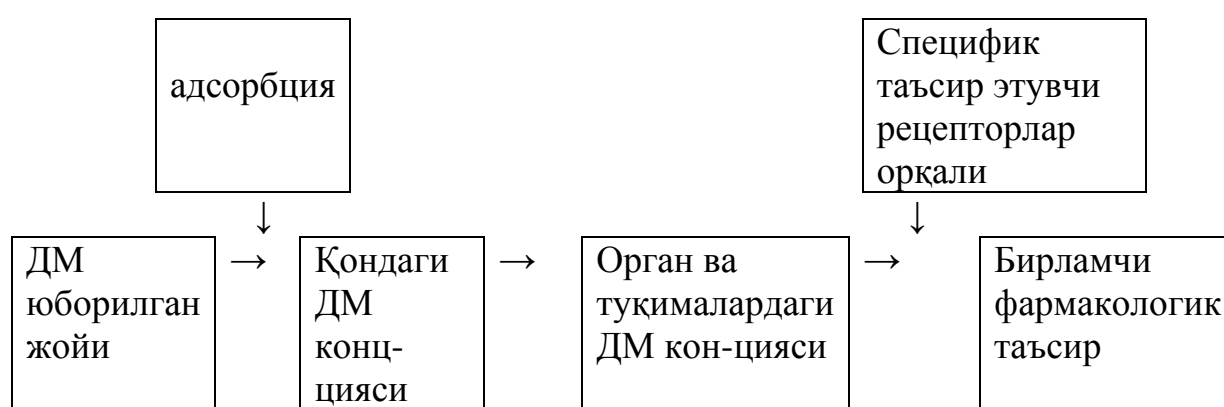 адсорбция
Специфик
таъсир этувчи
рецепторлар
орқали
↓
↓
ДМ
юборилган
жойи
→
Қондаги
ДМ
конц-
цияси
→
Орган ва
туқималардаги
ДМ кон-цияси
→
Бирламчи
фармакологик
таъсир